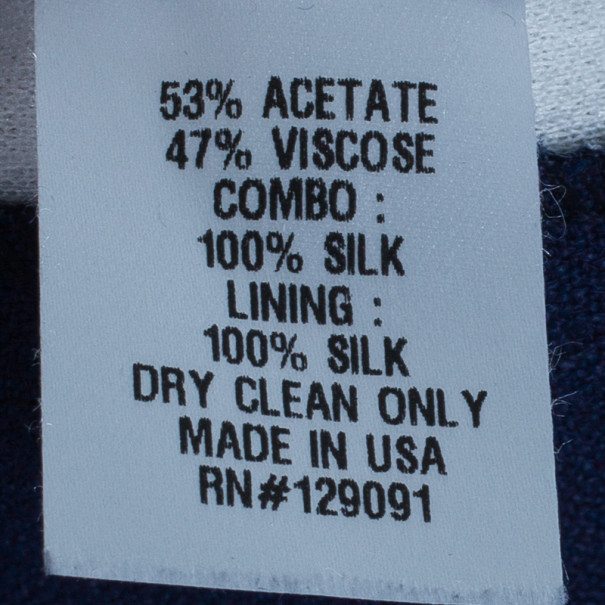 53% ACETATE
47% VISCOSE
COMBO :
100% SILK
LINING :
100% SILK
DRY CLEAN ONLY
MADE IN USA
RN#129091